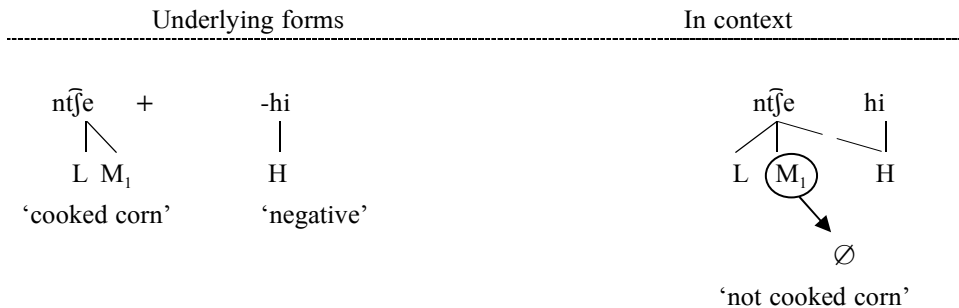 Underlying forms In context
nt͡ʃe + -hi nt͡ʃe hi
L M₁ H L M₁ H
‘cooked corn’ ‘negative’
∅
‘not cooked corn’